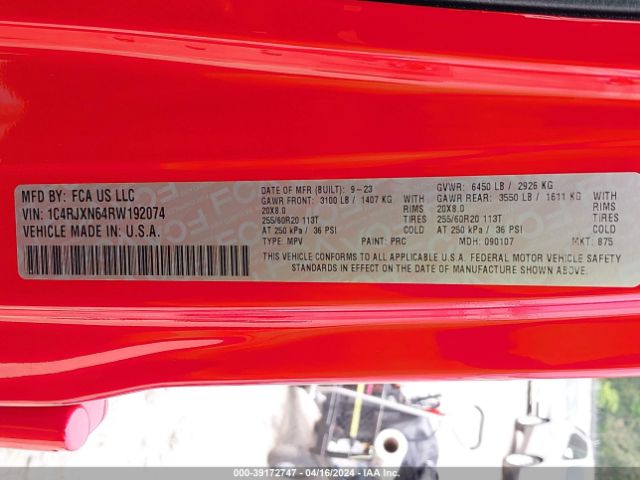 MFD BY: FCA US LLC
VIN: 1C4RJXN64RW192074
VEHICLE MADE IN: U.S.A.
DATE OF MFR (BUILT): 9-23 GVWR: 6450 LB / 2926 KG
GAWR FRONT: 3100 LB / 1407 KG WITH GAWR REAR: 3550 LB / 1611 KG WITH
20X8.0 RIMS 20X8.0 RIMS
255/60R20 113T TIRES 255/60R20 113T TIRES
AT 250 kPa / 36 PSI COLD AT 250 kPa / 36 PSI COLD
TYPE: MPV PAINT: PRC MDH: 090107 MKT: 875
THIS VEHICLE CONFORMS TO ALL APPLICABLE U.S.A. FEDERAL MOTOR VEHICLE SAFETY
STANDARDS IN EFFECT ON THE DATE OF MANUFACTURE SHOWN ABOVE.
000-39172747 - 04/16/2024 - IAA Inc.